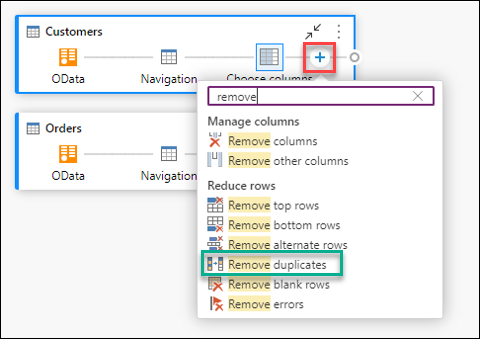 Customers
OData
Navigation
Choose columns
remove
Manage columns
Remove columns
Remove other columns
Reduce rows
Remove top rows
Remove bottom rows
Remove alternate rows
Remove duplicates
Remove blank rows
Remove errors
Orders
OData
Navigation